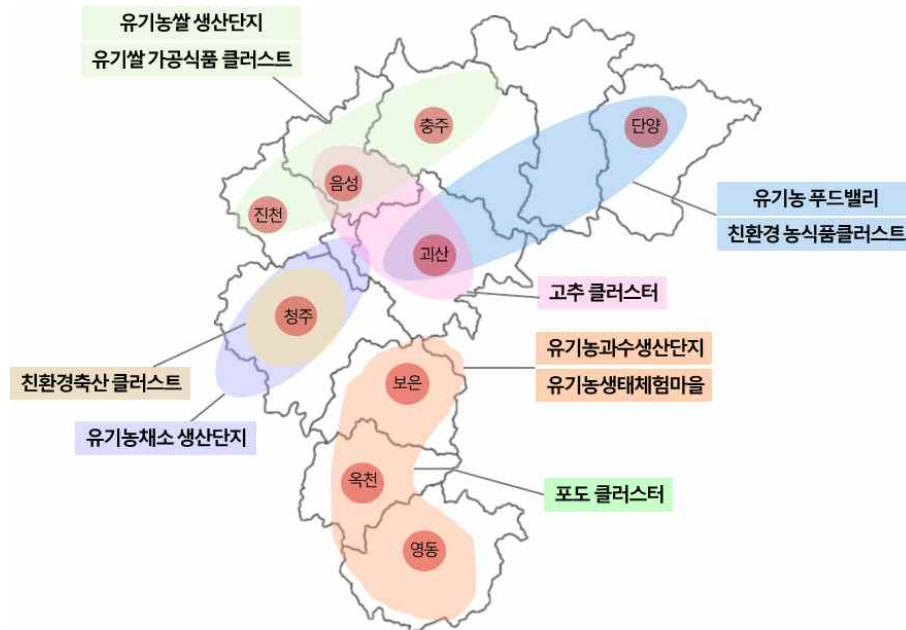 유기농쌀 생산단지
유기쌀 가공식품 클러스트
충주
단양
음성
진천
유기농 푸드밸리
친환경 농식품클러스트
괴산
고추 클러스터
청주
유기농과수생산단지
친환경축산 클러스트
보은
유기농생태체험마을
유기농채소 생산단지
옥천
포도 클러스터
영동